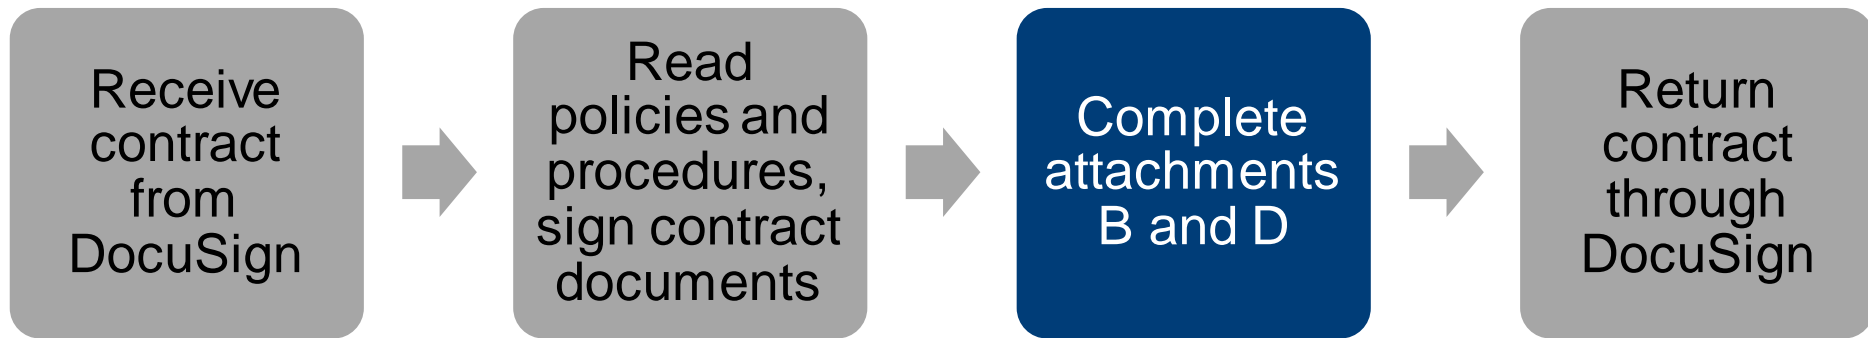 Receive
contract
from
DocuSign
Read
policies and
procedures,
sign contract
documents
Complete
attachments
B and D
Return
contract
through
DocuSign